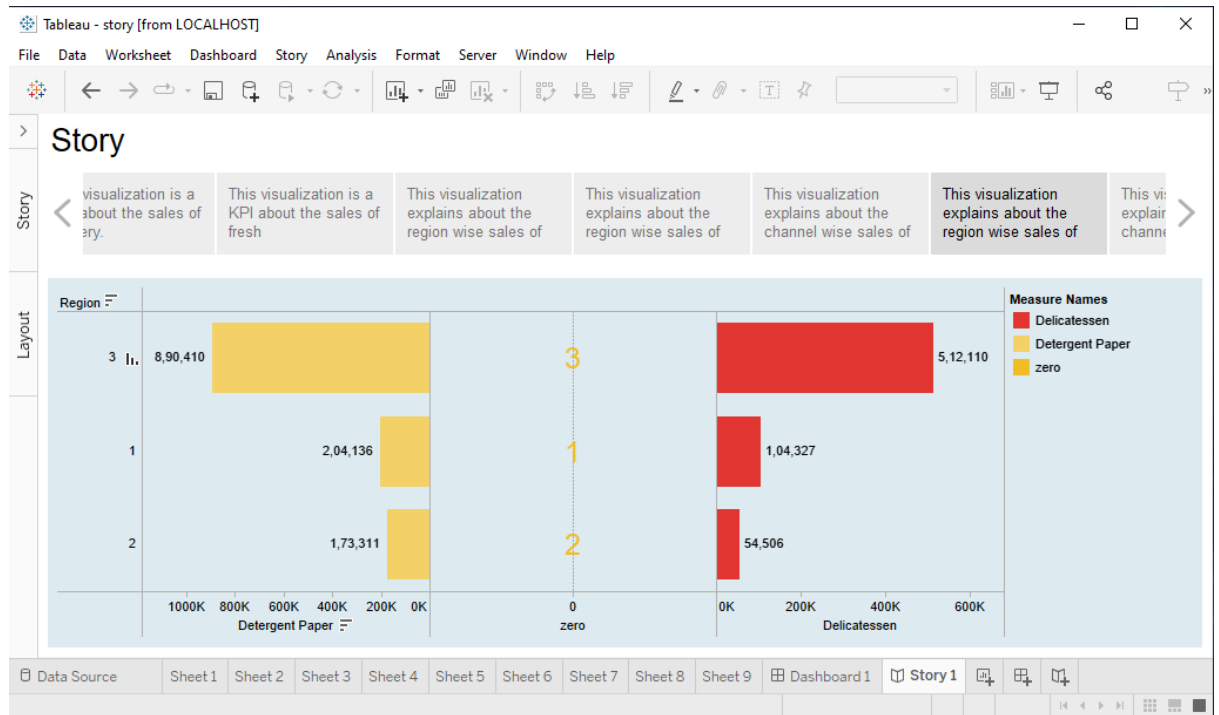 Tableau - story [from LOCALHOST]
File Data Worksheet Dashboard Story Analysis Format Server Window Help
Story
Story
Layout
visualization is a
about the sales of
ery.
This visualization is a
KPI about the sales of
fresh
This visualization
explains about the
region wise sales of
This visualization
explains about the
region wise sales of
This visualization
explains about the
channel wise sales of
This visualization
explains about the
region wise sales of
This vis
explain
channe
Region
3 8,90,410 3 5,12,110
1 2,04,136 1 1,04,327
2 1,73,311 2 54,506
1000K 800K 600K 400K 200K 0K 0 0K 200K 400K 600K
Detergent Paper zero Delicatessen
Measure Names
Delicatessen
Detergent Paper
zero
Data Source Sheet 1 Sheet 2 Sheet 3 Sheet 4 Sheet 5 Sheet 6 Sheet 7 Sheet 8 Sheet 9 Dashboard 1 Story 1